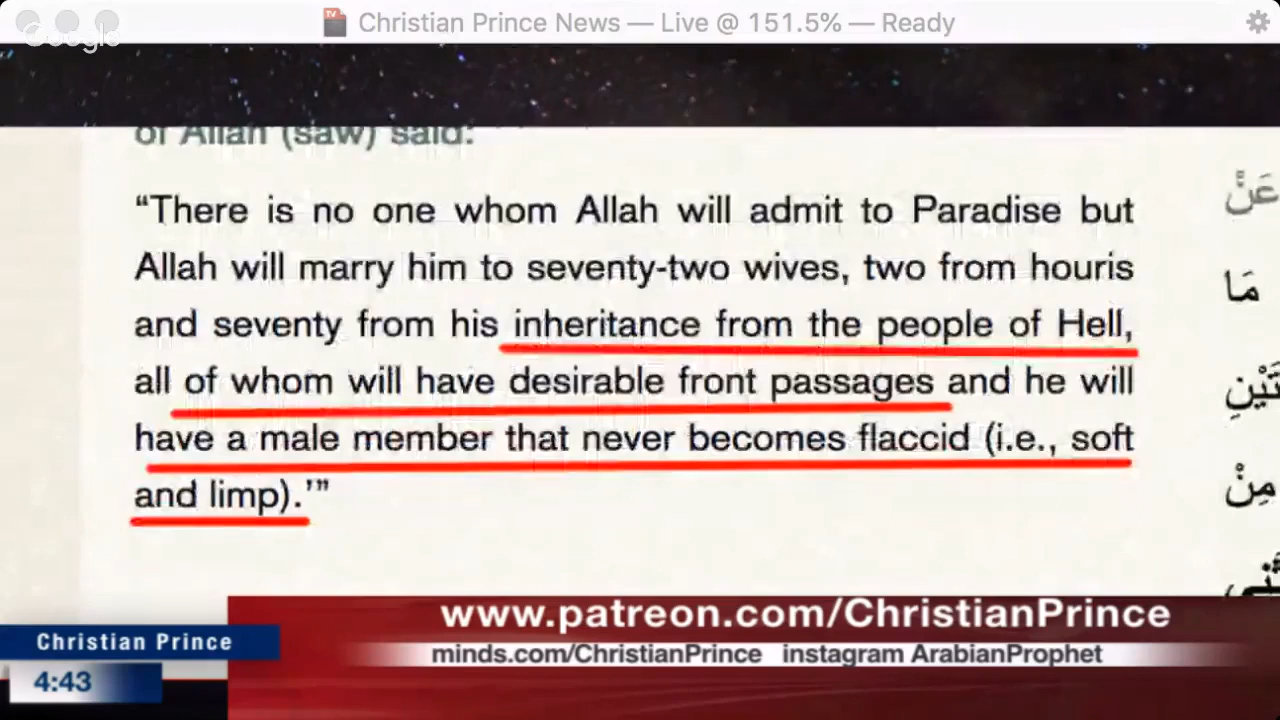 Christian Prince News — Live @ 151.5% — Ready
Google
of Allah (saw) said:
“There is no one whom Allah will admit to Paradise but
Allah will marry him to seventy-two wives, two from houris
and seventy from his inheritance from the people of Hell,
all of whom will have desirable front passages and he will
have a male member that never becomes flaccid (i.e., soft
and limp).’”
عَنْ
مَا
مِنْ
www.patreon.com/ChristianPrince
Christian Prince
minds.com/ChristianPrince instagram ArabianProphet
4:43